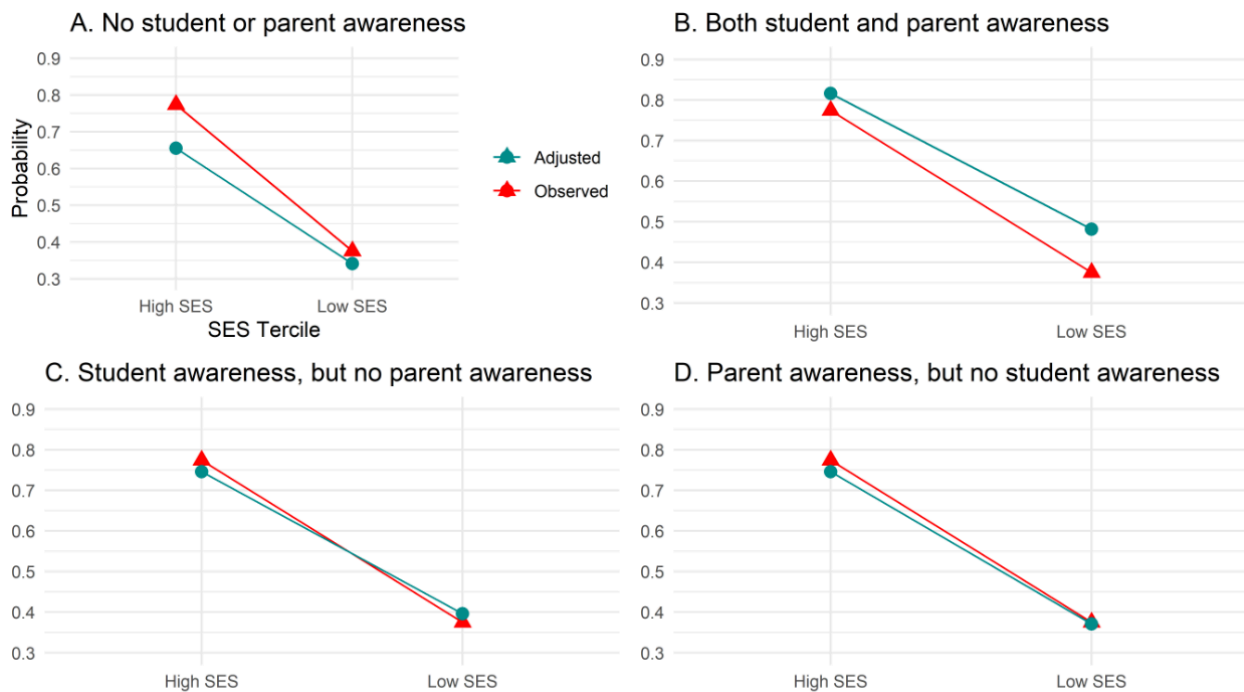 A. No student or parent awareness
0.9
0.8
0.7
0.6
0.5
0.4
0.3
Probability
High SES
Low SES
SES Tercile
Adjusted
Observed
B. Both student and parent awareness
0.9
0.8
0.7
0.6
0.5
0.4
0.3
High SES
Low SES
C. Student awareness, but no parent awareness
0.9
0.8
0.7
0.6
0.5
0.4
0.3
High SES
Low SES
D. Parent awareness, but no student awareness
0.9
0.8
0.7
0.6
0.5
0.4
0.3
High SES
Low SES